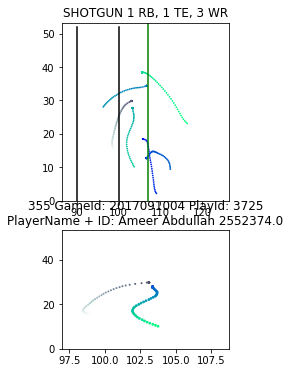 SHOTGUN 1 RB, 1 TE, 3 WR
50
40
30
20
10
0
90 100 110 120
355 GameId: 2017091004 PlayId: 3725
PlayerName + ID: Ameer Abdullah 2552374.0
40
20
0
97.5 100.0 102.5 105.0 107.5